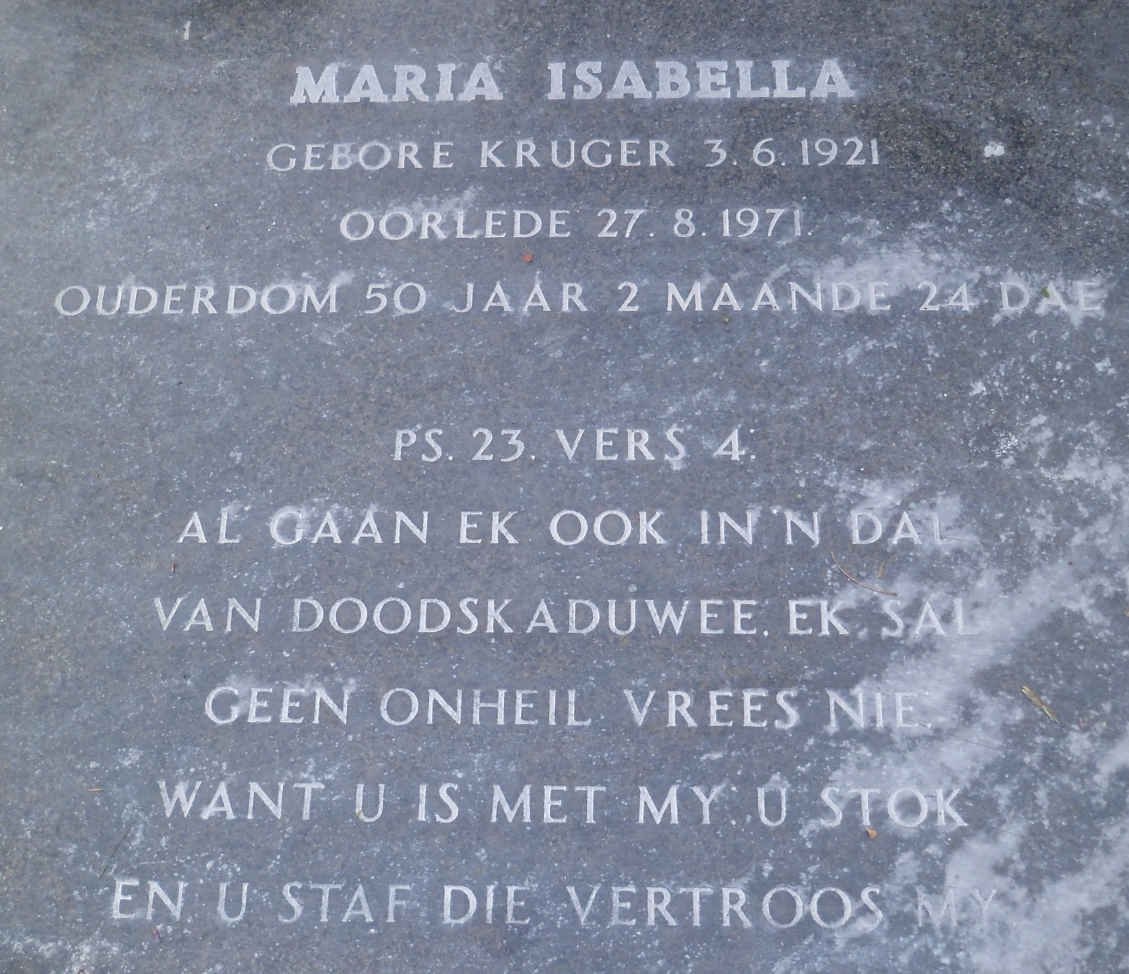 MARIA ISABELLA
GEBORE KRUGER 3.6.1921
OORLEDE 27.8.1971.
OUDERDOM 50 JAAR 2 MAANDE 24 DAE
PS. 23. VERS 4.
AL GAAN EK OOK IN 'N DAL
VAN DOODSKADUWEE. EK SAL
GEEN ONHEIL VREES NIE.
WANT U IS MET MY. U STOK
EN U STAF DIE VERTROOS MY